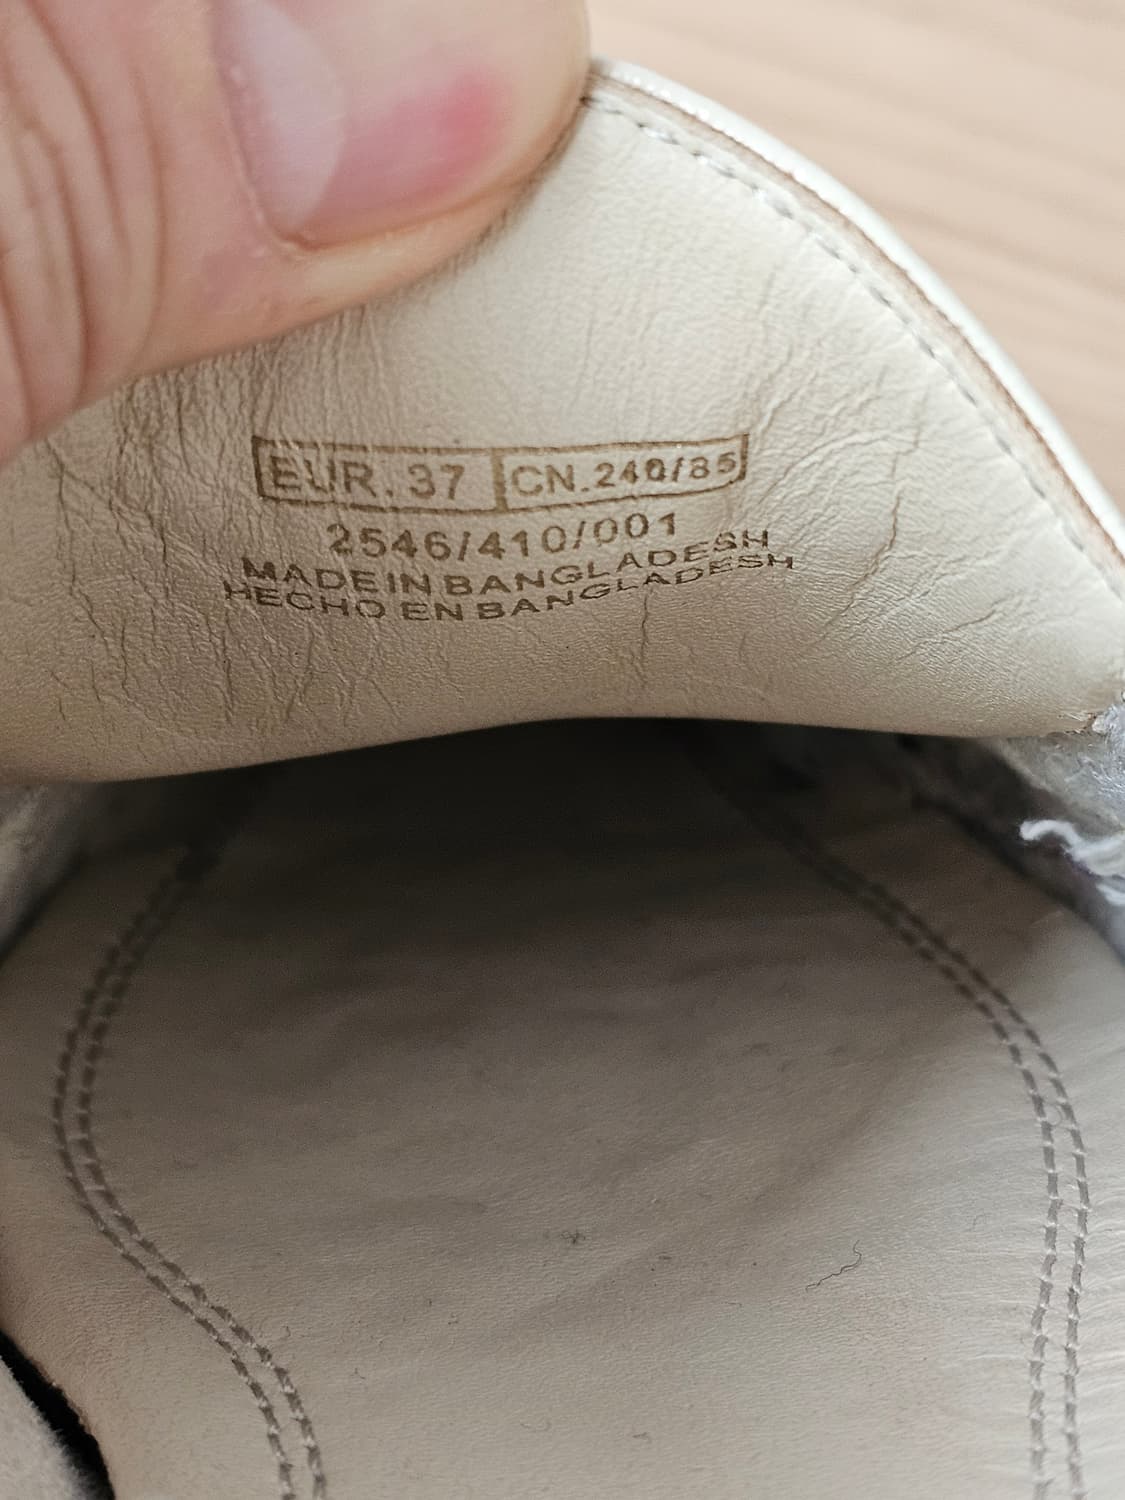 EUR. 37 CN. 240/85
2546/410/001
MADE IN BANGLADESH
HECHO EN BANGLADESH